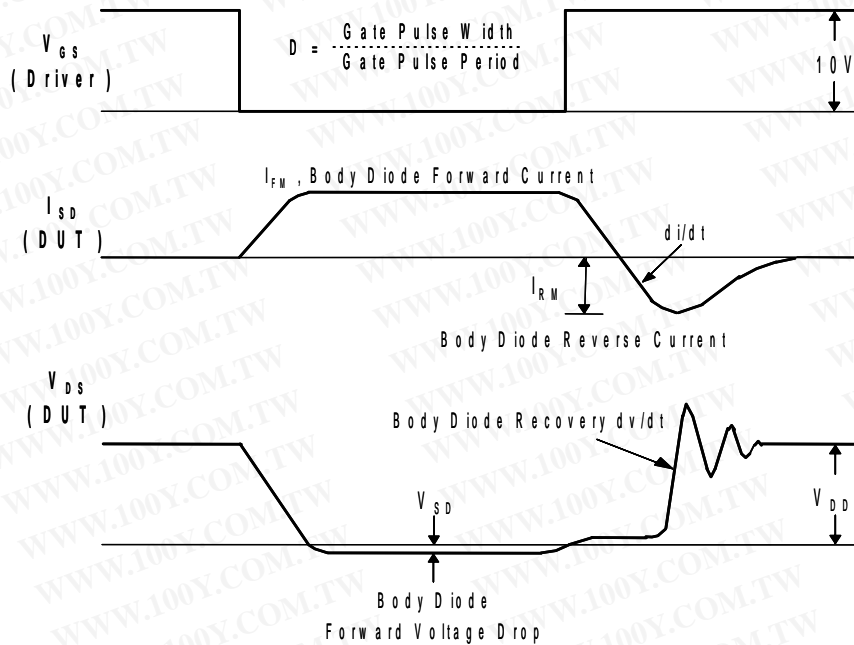 V GS
(Driver)
D = Gate Pulse Width
Gate Pulse Period
10V
I FM , Body Diode Forward Current
I SD
(DUT)
di/dt
I RM
Body Diode Reverse Current
V DS
(DUT)
Body Diode Recovery dv/dt
V SD
V DD
Body Diode
Forward Voltage Drop
WWW.100Y.COM.TW